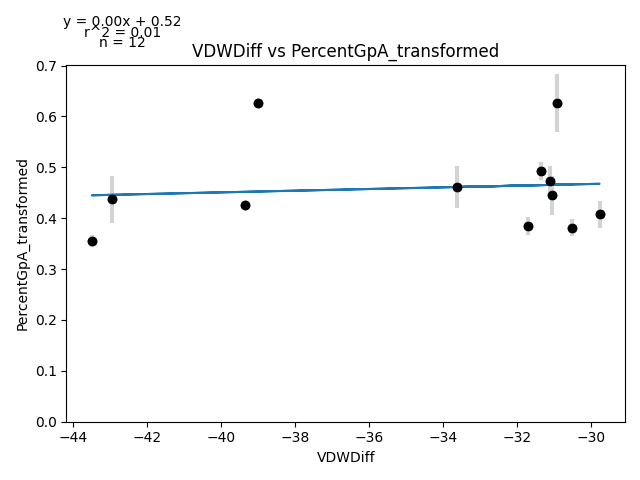 y = 0.00x + 0.52
r^2 = 0.01
n = 12
VDWDiff vs PercentGpA_transformed
0.7
0.6
0.5
0.4
0.3
0.2
0.1
0.0
PercentGpA_transformed
−44
−42
−40
−38
−36
−34
−32
−30
VDWDiff